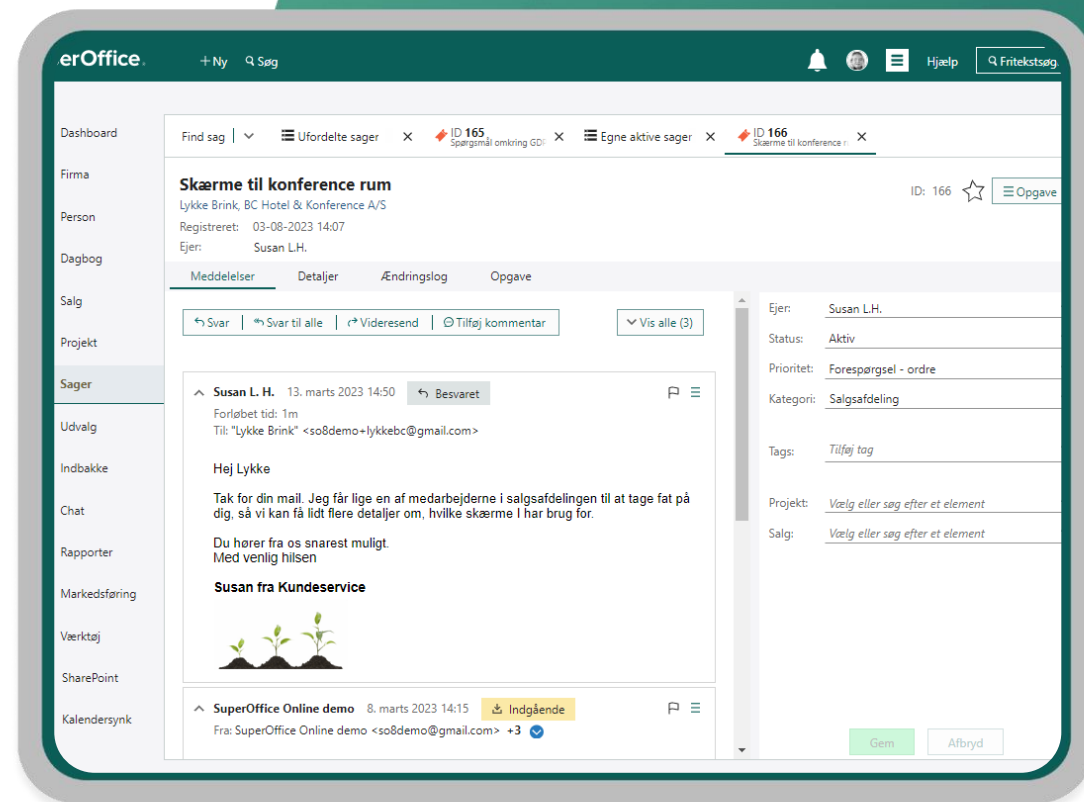 erOffice.
+ Ny
Søg
Hjælp
Fritekstsøg
Dashboard
Firma
Person
Dagbog
Salg
Projekt
Sager
Udvalg
Indbakke
Chat
Rapporter
Markedsføring
Værktøj
SharePoint
Kalendersynk
Find sag
Ufordelte sager
ID 165
Spørgsmål omkring GD
Egne aktive sager
ID 166
Skærme til konference r
Skærme til konference rum
Lykke Brink, BC Hotel & Konference A/S
Registreret: 03-08-2023 14:07
Ejer: Susan L.H.
ID: 166
Opgave
Meddelelser Detaljer Ændringslog Opgave
Svar Svar til alle Videresend Tilføj kommentar
Vis alle (3)
Susan L. H. 13. marts 2023 14:50 Besvaret
Forløbet tid: 1m
Til: "Lykke Brink" <so8demo+lykkebc@gmail.com>
Hej Lykke
Tak for din mail. Jeg får lige en af medarbejderne i salgsafdelingen til at tage fat på
dig, så vi kan få lidt flere detaljer om, hvilke skærme I har brug for.
Du hører fra os snarest muligt.
Med venlig hilsen
Susan fra Kundeservice
SuperOffice Online demo 8. marts 2023 14:15 Indgående
Fra: SuperOffice Online demo <so8demo@gmail.com> +3
Ejer: Susan L.H.
Status: Aktiv
Prioritet: Forespørgsel - ordre
Kategori: Salgsafdeling
Tags: Tilføj tag
Projekt: Vælg eller søg efter et element
Salg: Vælg eller søg efter et element
Gem Afbryd